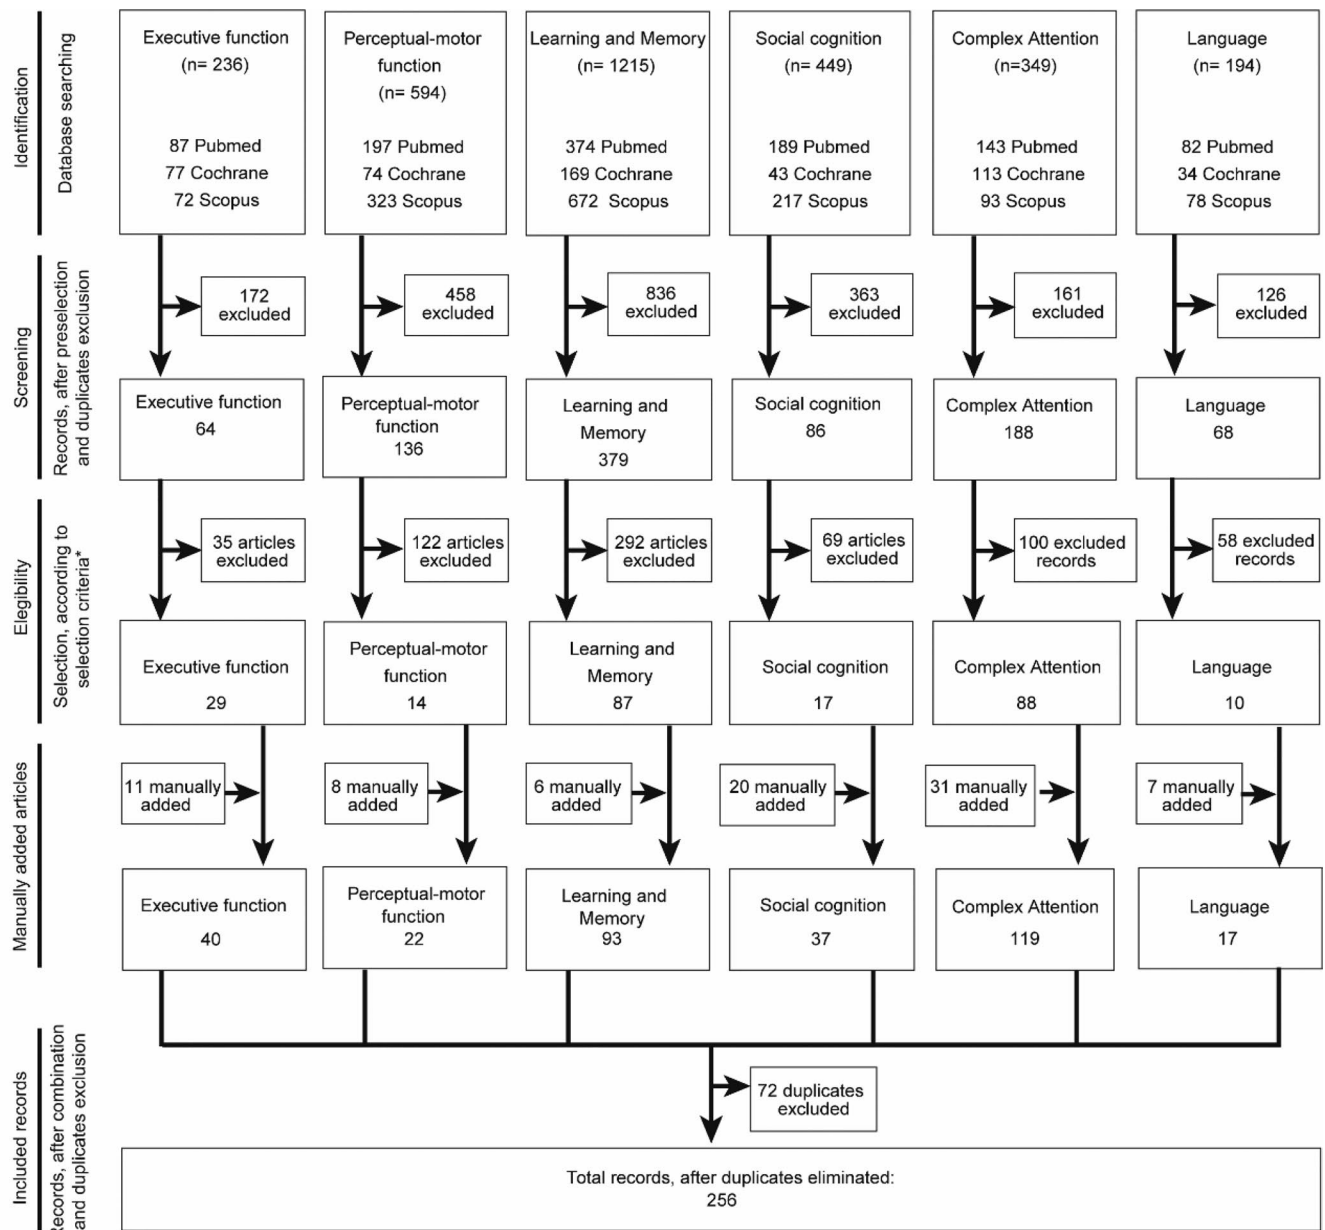 Identification
Database searching
Executive function
(n= 236)
87 Pubmed
77 Cochrane
72 Scopus
Perceptual-motor
function
(n= 594)
197 Pubmed
74 Cochrane
323 Scopus
Learning and Memory
(n= 1215)
374 Pubmed
169 Cochrane
672 Scopus
Social cognition
(n= 449)
189 Pubmed
43 Cochrane
217 Scopus
Complex Attention
(n=349)
143 Pubmed
113 Cochrane
93 Scopus
Language
(n= 194)
82 Pubmed
34 Cochrane
78 Scopus
Screening
Records, after preselection
and duplicates exclusion
172
excluded
458
excluded
836
excluded
363
excluded
161
excluded
126
excluded
Executive function
64
Perceptual-motor
function
136
Learning and
Memory
379
Social cognition
86
Complex Attention
188
Language
68
Elegibility
Selection, according to
selection criteria*
35 articles
excluded
122 articles
excluded
292 articles
excluded
69 articles
excluded
100 excluded
records
58 excluded
records
Executive function
29
Perceptual-motor
function
14
Learning and
Memory
87
Social cognition
17
Complex Attention
88
Language
10
Manually added articles
11 manually
added
8 manually
added
6 manually
added
20 manually
added
31 manually
added
7 manually
added
Executive function
40
Perceptual-motor
function
22
Learning and
Memory
93
Social cognition
37
Complex Attention
119
Language
17
Included records
Records, after combination
and duplicates exclusion
72 duplicates
excluded
Total records, after duplicates eliminated:
256